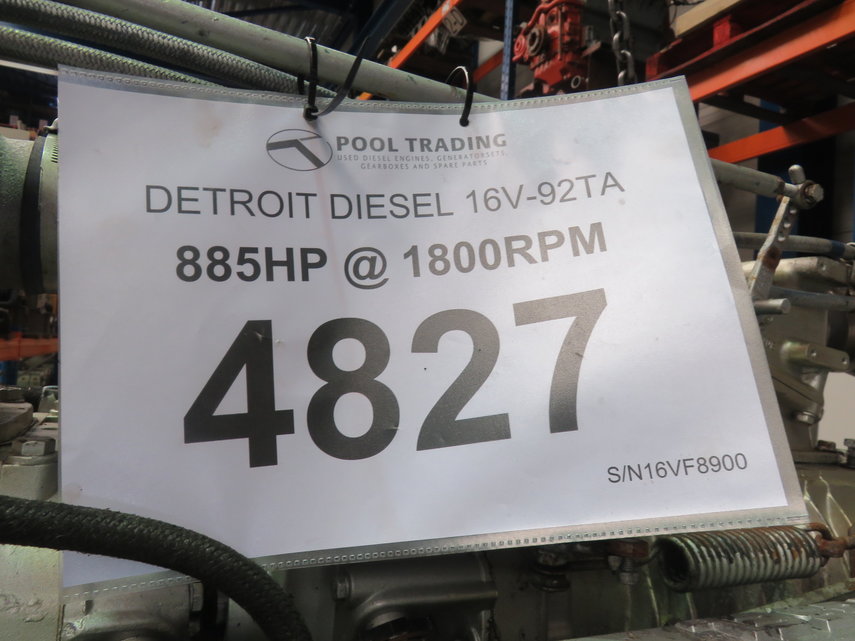 POOL TRADING
USED DIESEL ENGINES, GENERATORSETS,
GEARBOXES AND SPARE PARTS
DETROIT DIESEL 16V-92TA
885HP @ 1800RPM
4827
S/N16VF8900